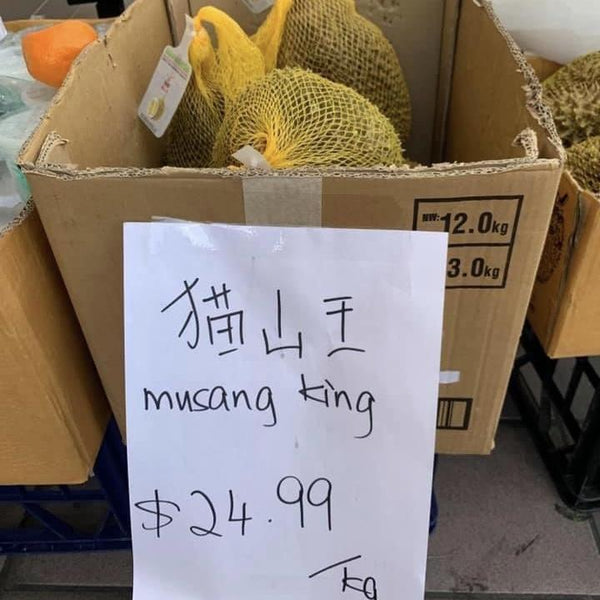 NW: 12.0kg
3.0kg
猫山王
musang king
$24.99
/kg